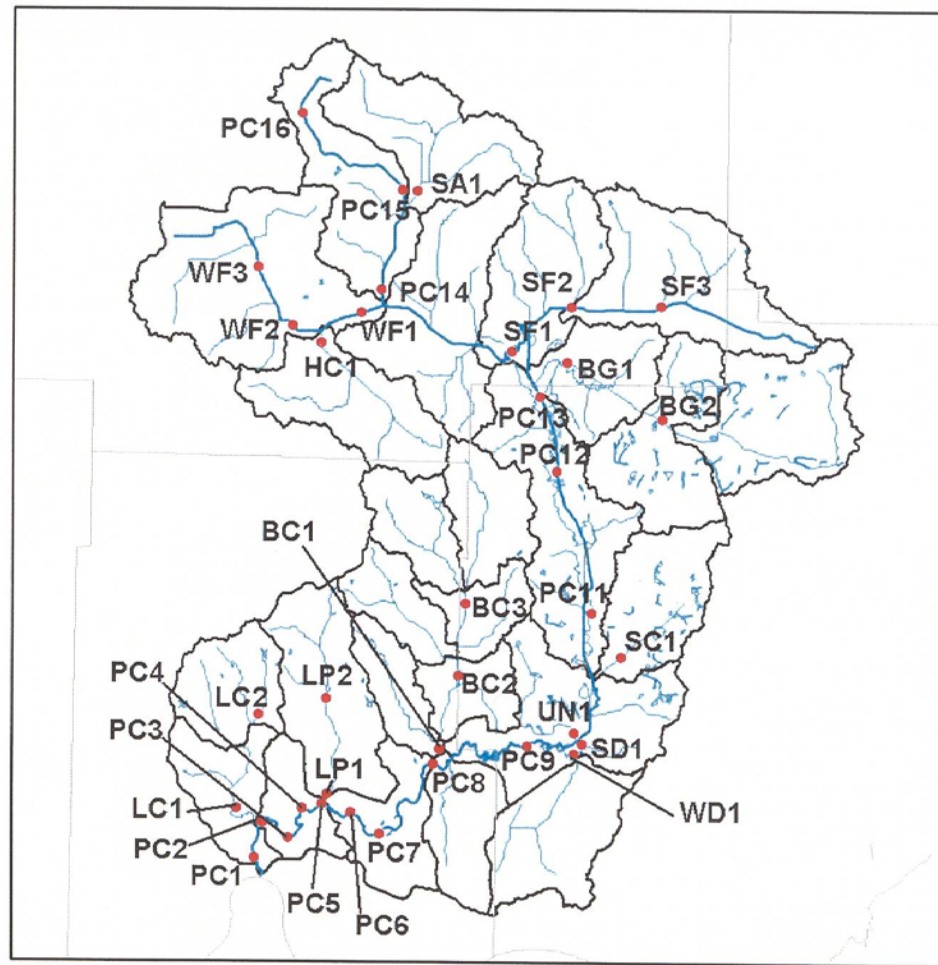 PC16
SA1
PC15
WF3
PC14
SF2
SF3
WF2
WF1
SF1
HC1
BG1
PC13
BG2
PC12
BC1
BC3
PC11
SC1
PC4
LP2
BC2
LC2
PC3
UN1
SD1
PC9
LP1
PC8
LC1
WD1
PC2
PC7
PC1
PC5
PC6